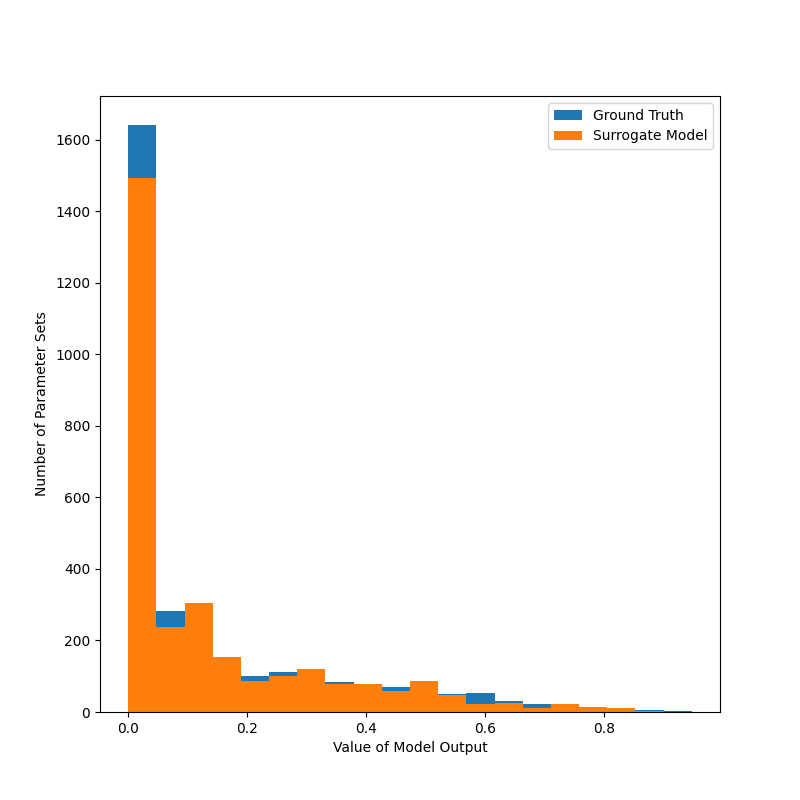 Ground Truth
Surrogate Model
1600
1400
1200
1000
800
600
400
200
0
Number of Parameter Sets
0.0 0.2 0.4 0.6 0.8
Value of Model Output